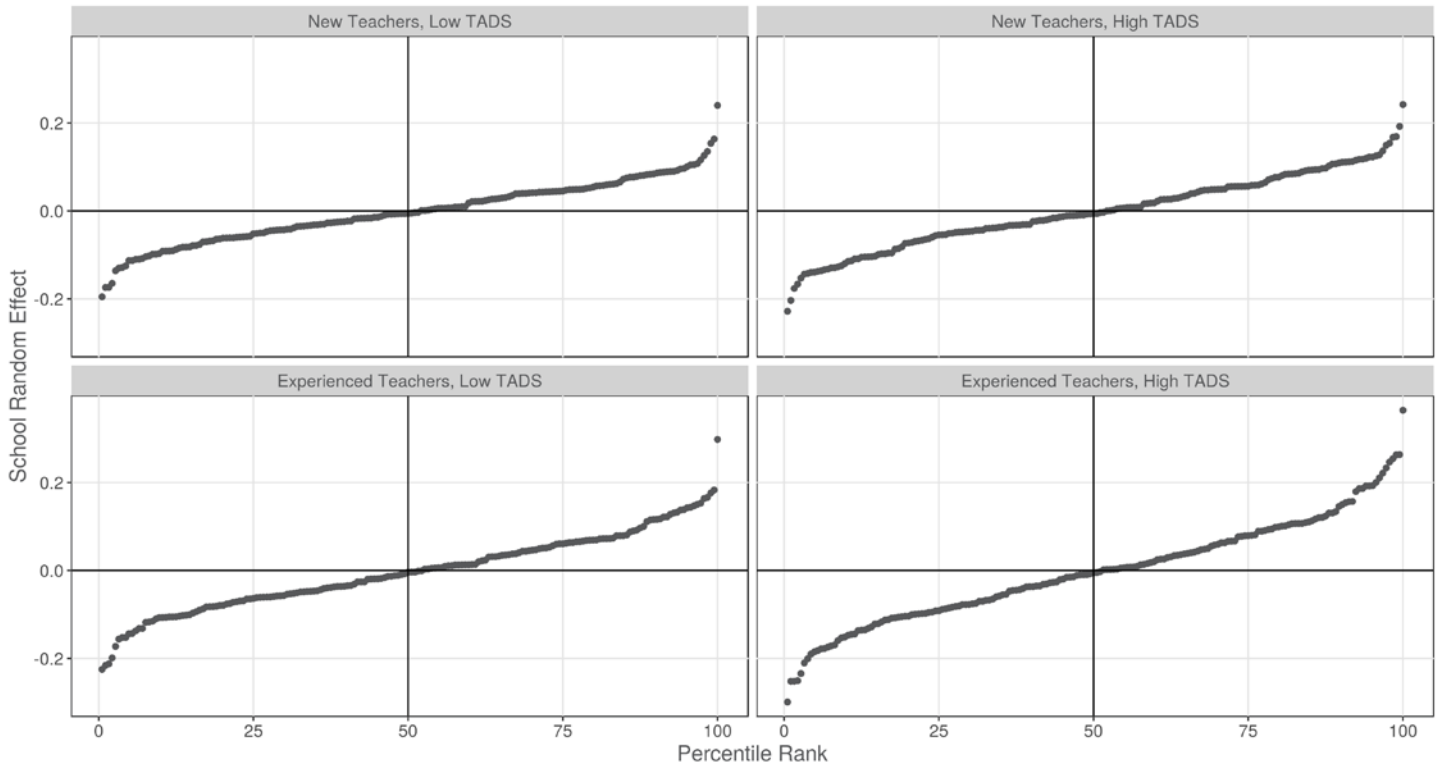 New Teachers, Low TADS
New Teachers, High TADS
0.2
0.0
-0.2
School Random Effect
Experienced Teachers, Low TADS
Experienced Teachers, High TADS
0.2
0.0
-0.2
0 25 50 75 100
0 25 50 75 100
Percentile Rank